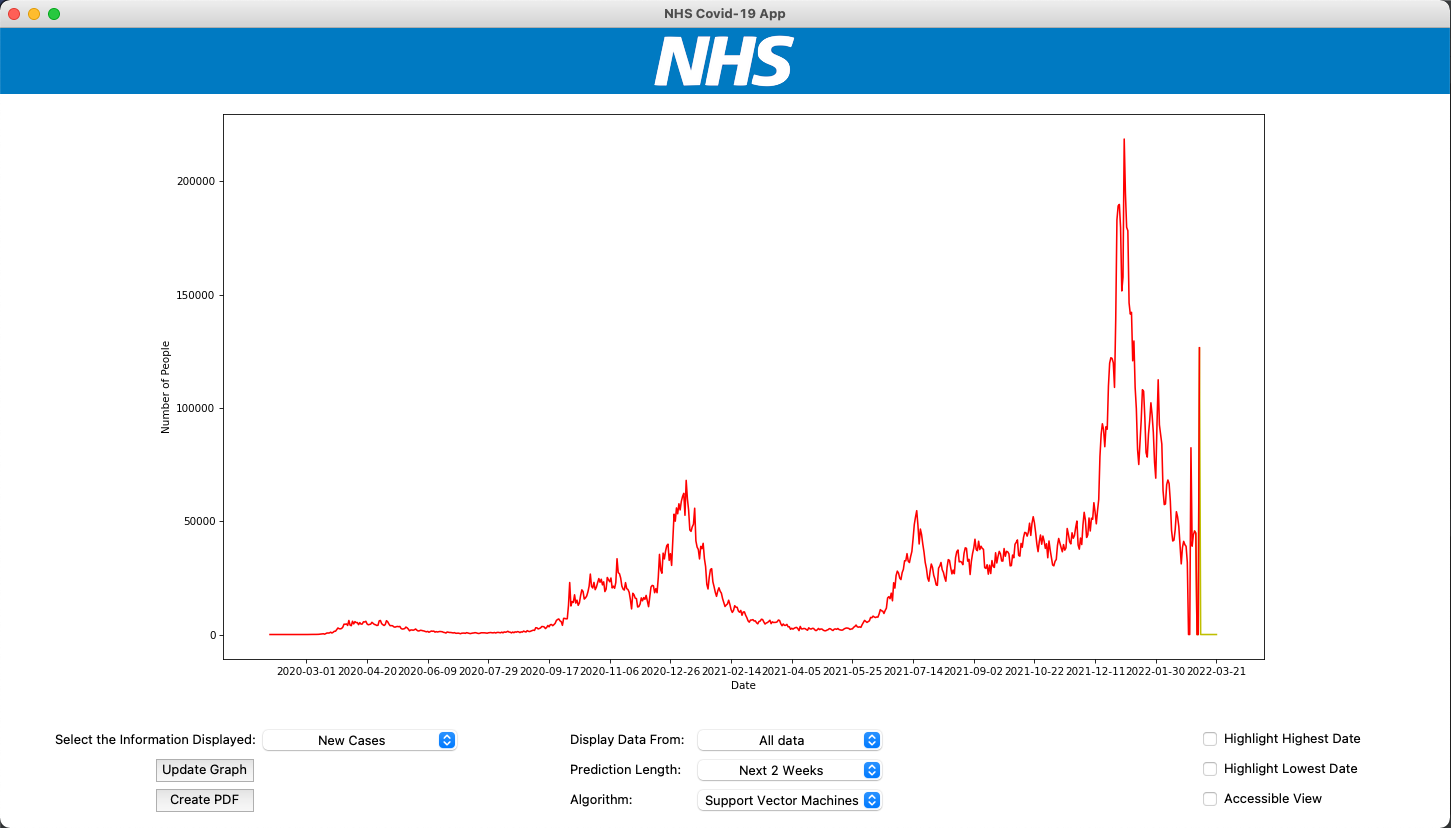 NHS Covid-19 App
NHS
200000
150000
100000
50000
0
Number of People
2020-03-01 2020-04-20 2020-06-09 2020-07-29 2020-09-17 2020-11-06 2020-12-26 2021-02-14 2021-04-05 2021-05-25 2021-07-14 2021-09-02 2021-10-22 2021-12-11 2022-01-30 2022-03-21
Date
Select the Information Displayed: New Cases
Display Data From: All data
Highlight Highest Date
Update Graph
Prediction Length: Next 2 Weeks
Highlight Lowest Date
Create PDF
Algorithm: Support Vector Machines
Accessible View